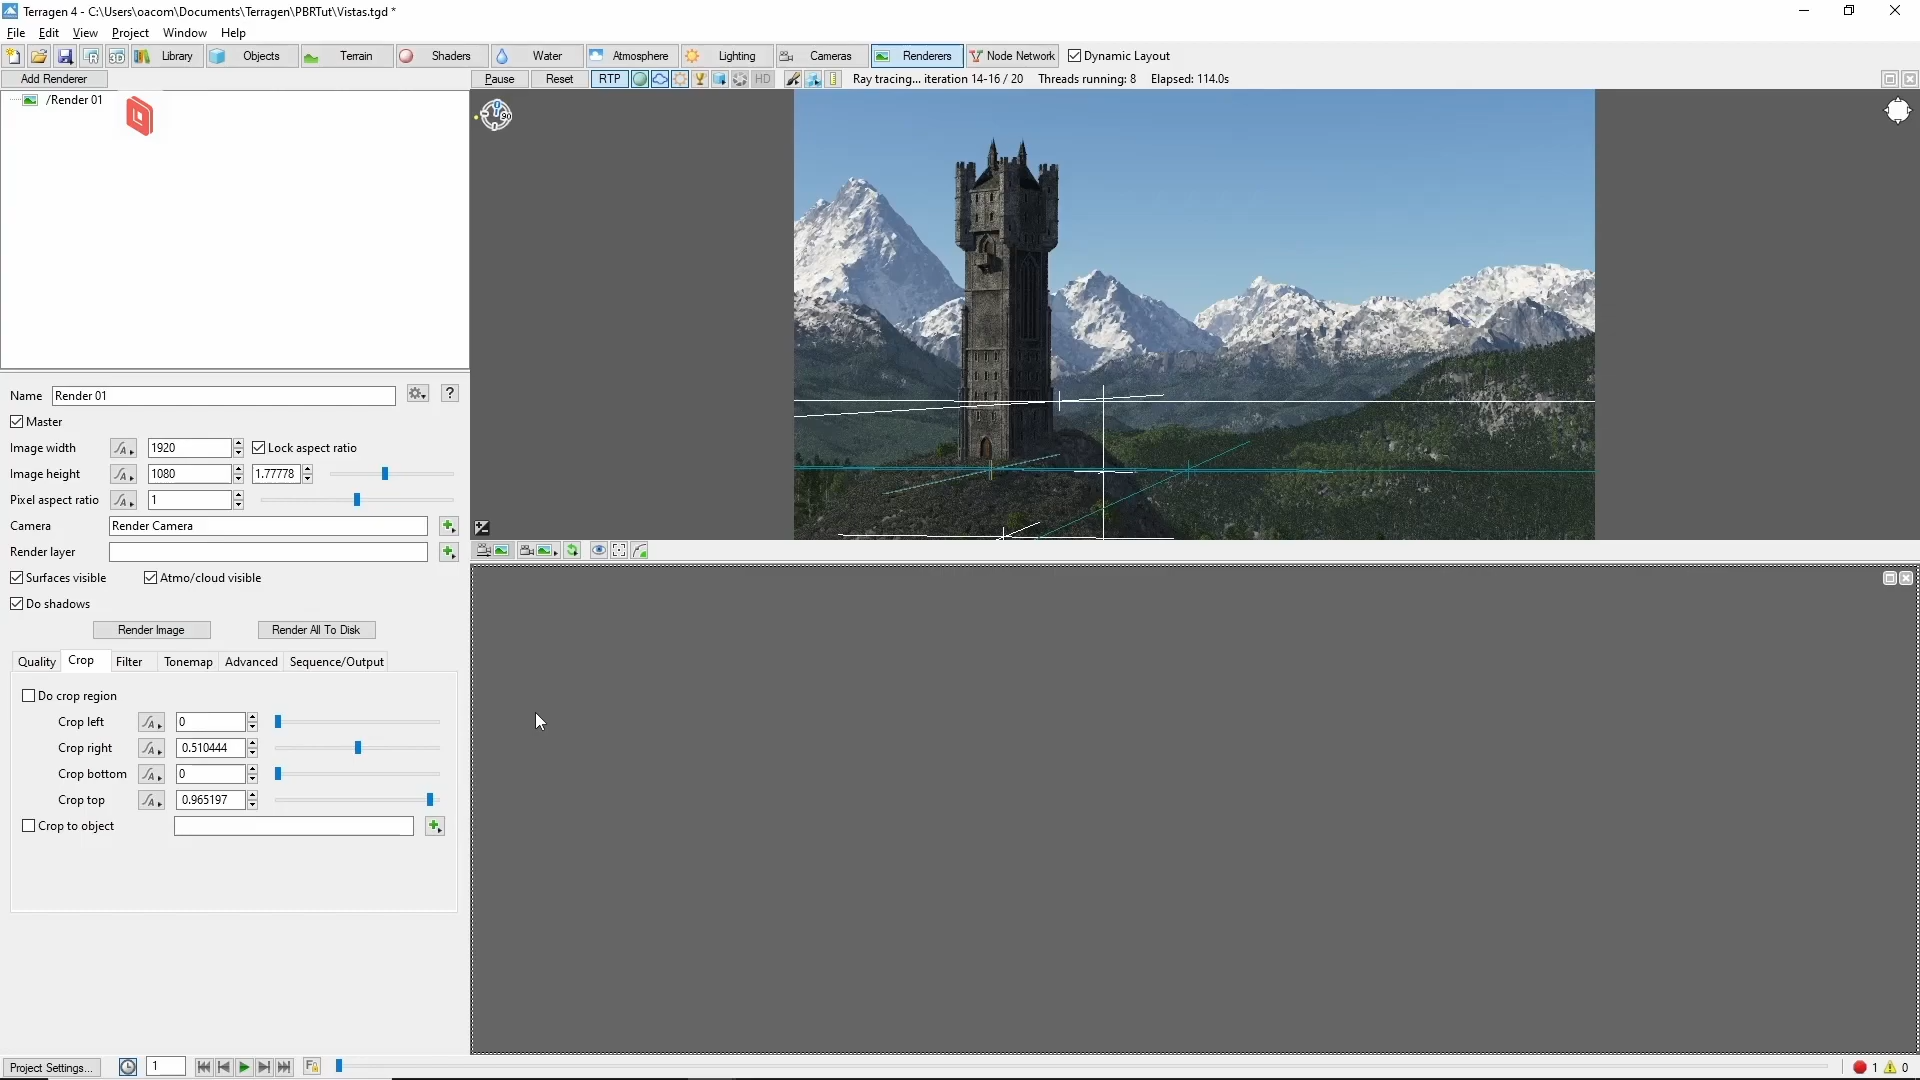 Terragen 4 - C:\Users\oacom\Documents\Terragen\PBRTut\Vistas.tgd *
File Edit View Project Window Help
Library Objects Terrain Shaders Water Atmosphere Lighting Cameras Renderers Node Network Dynamic Layout
Add Renderer Pause Reset RTP HD Ray tracing... iteration 14-16 / 20 Threads running: 8 Elapsed: 114.0s
/Render 01
Name Render 01 ?
Master
Image width 1920 Lock aspect ratio
Image height 1080 1.77778
Pixel aspect ratio 1
Camera Render Camera
Render layer
Surfaces visible Atmo/cloud visible
Do shadows
Render Image Render All To Disk
Quality Crop Filter Tonemap Advanced Sequence/Output
Do crop region
Crop left 0
Crop right 0.510444
Crop bottom 0
Crop top 0.965197
Crop to object
Project Settings... 1 1 0